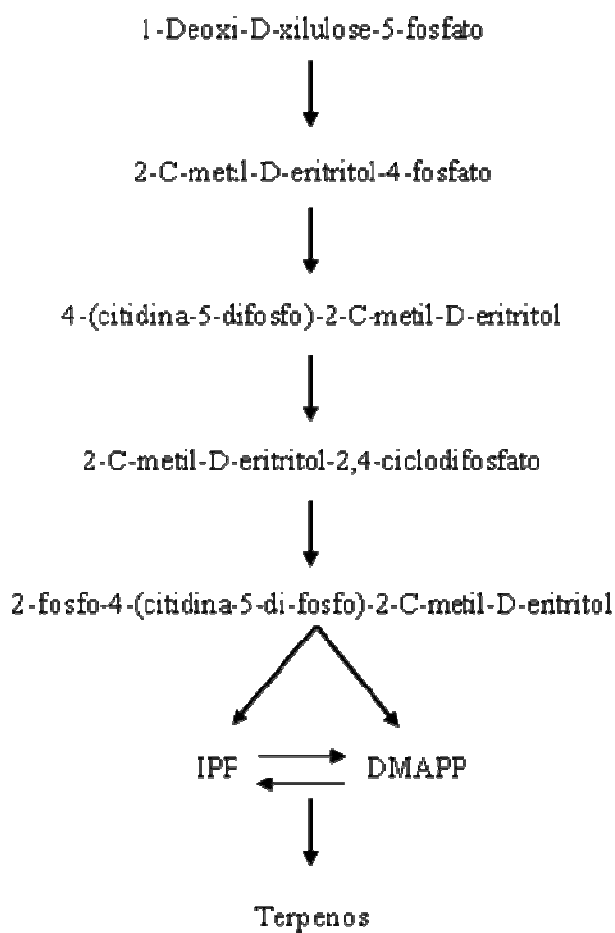 1-Deoxi-D-xilulose-5-fosfato
2-C-metil-D-eritritol-4-fosfato
4-(citidina-5-difosfo)-2-C-metil-D-eritritol
2-C-metil-D-eritritol-2,4-ciclodifosfato
2-fosfo-4-(citidina-5-di-fosfo)-2-C-metil-D-eritritol
IPP DMAPP
Terpenos